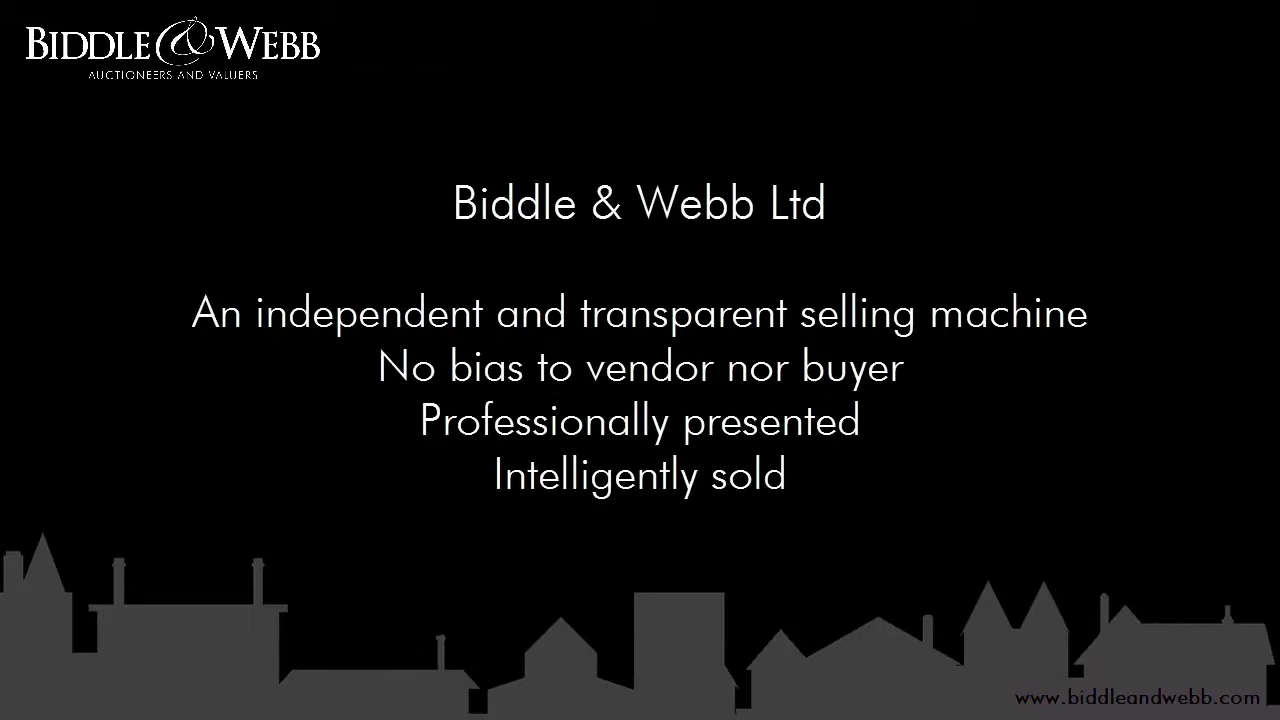 BIDDLE & WEBB
AUCTIONEERS AND VALUERS
Biddle & Webb Ltd
An independent and transparent selling machine
No bias to vendor nor buyer
Professionally presented
Intelligently sold
www.biddleandwebb.com